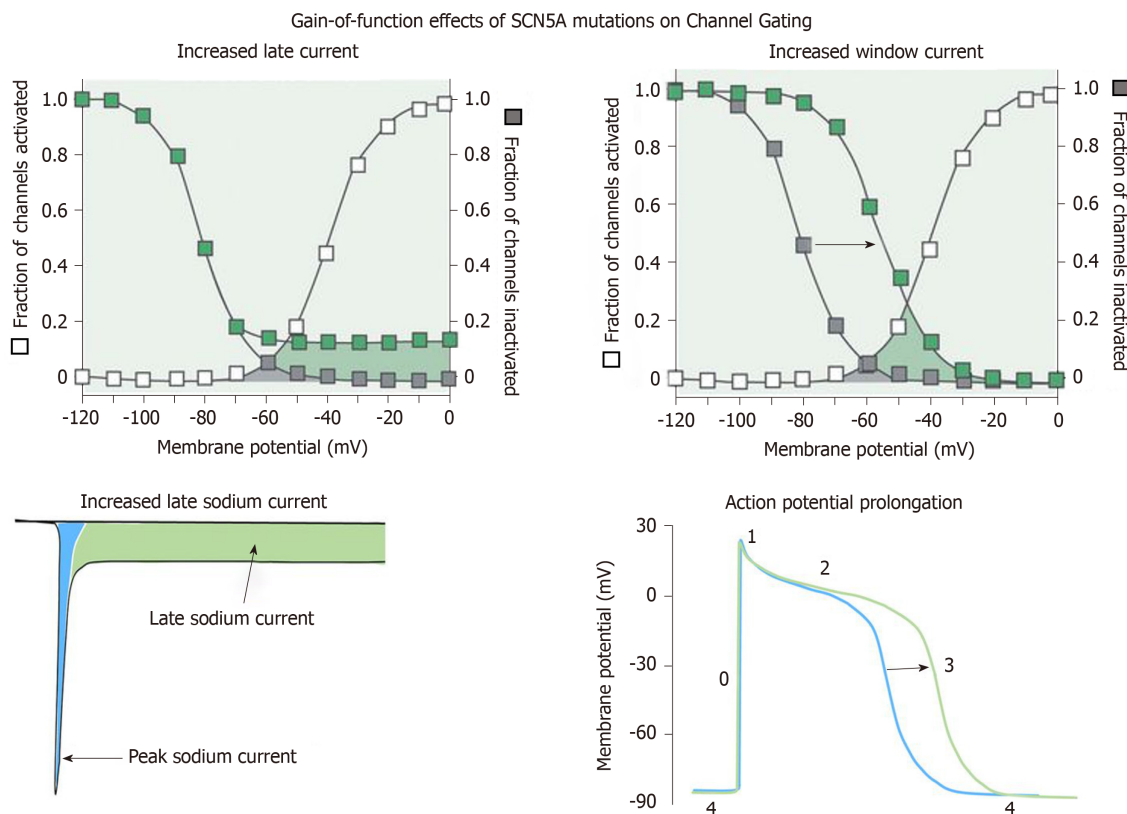 Gain-of-function effects of SCN5A mutations on Channel Gating
Increased late current
Fraction of channels activated
1.0
0.8
0.6
0.4
0.2
0
1.0
0.8
0.6
0.4
0.2
0
Fraction of channels inactivated
-120 -100 -80 -60 -40 -20 0
Membrane potential (mV)
Increased window current
Fraction of channels activated
1.0
0.8
0.6
0.4
0.2
0
1.0
0.8
0.6
0.4
0.2
0
Fraction of channels inactivated
-120 -100 -80 -60 -40 -20 0
Membrane potential (mV)
Increased late sodium current
Late sodium current
Peak sodium current
Action potential prolongation
Membrane potential (mV)
30
0
-30
-60
-90
1
2
0
3
4
4